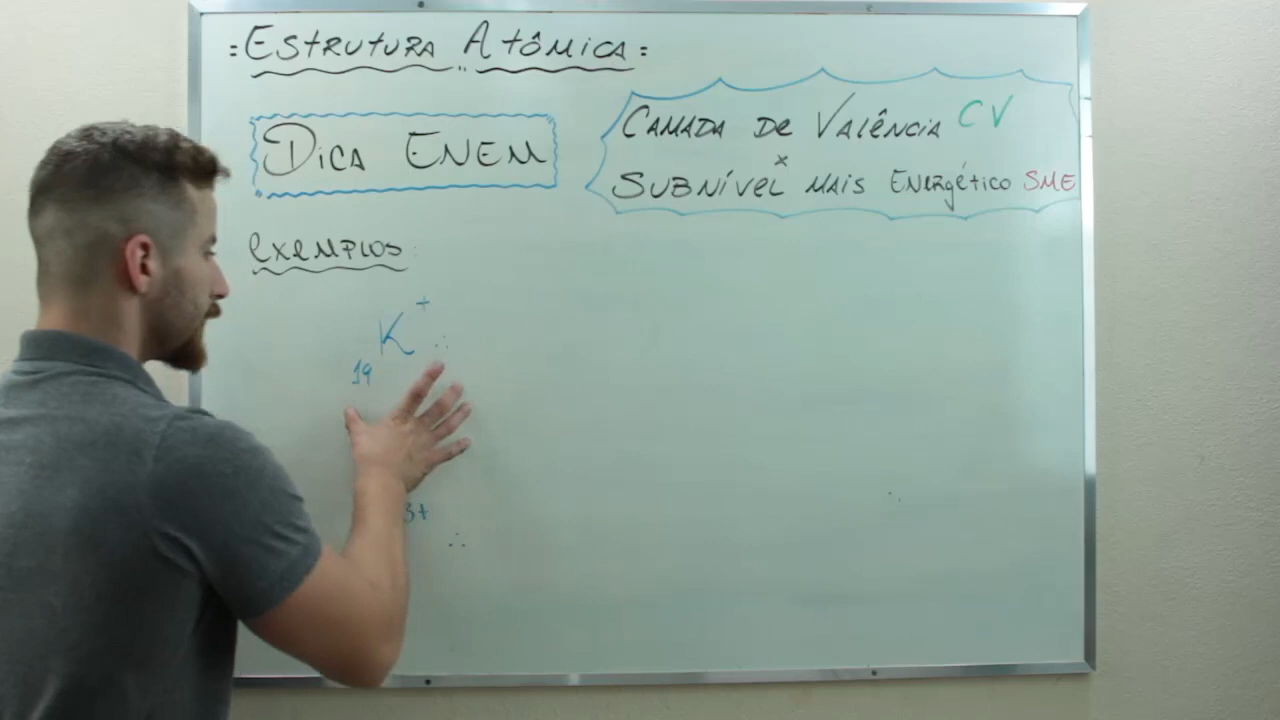 : Estrutura Atômica :
Dica Enem
Camada de Valência CV
x
Subnível mais Energético SME
exemplos:
+
K ∴
19
3+
∴